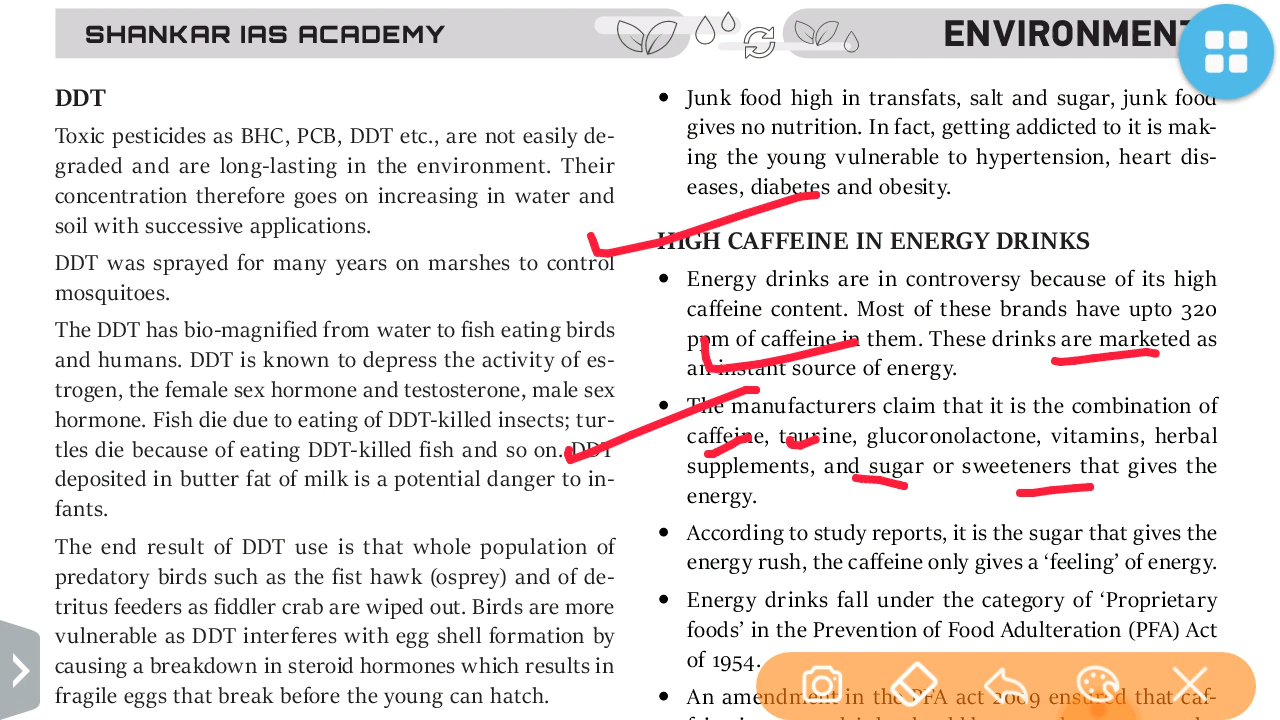 SHANKAR IAS ACADEMY
ENVIRONMENT
DDT
Toxic pesticides as BHC, PCB, DDT etc., are not easily de-
graded and are long-lasting in the environment. Their
concentration therefore goes on increasing in water and
soil with successive applications.
DDT was sprayed for many years on marshes to control
mosquitoes.
The DDT has bio-magnified from water to fish eating birds
and humans. DDT is known to depress the activity of es-
trogen, the female sex hormone and testosterone, male sex
hormone. Fish die due to eating of DDT-killed insects; tur-
tles die because of eating DDT-killed fish and so on. DDT
deposited in butter fat of milk is a potential danger to in-
fants.
The end result of DDT use is that whole population of
predatory birds such as the fist hawk (osprey) and of de-
tritus feeders as fiddler crab are wiped out. Birds are more
vulnerable as DDT interferes with egg shell formation by
causing a breakdown in steroid hormones which results in
fragile eggs that break before the young can hatch.
• Junk food high in transfats, salt and sugar, junk food
gives no nutrition. In fact, getting addicted to it is mak-
ing the young vulnerable to hypertension, heart dis-
eases, diabetes and obesity.
HIGH CAFFEINE IN ENERGY DRINKS
• Energy drinks are in controversy because of its high
caffeine content. Most of these brands have upto 320
ppm of caffeine in them. These drinks are marketed as
an instant source of energy.
• The manufacturers claim that it is the combination of
caffeine, taurine, glucoronolactone, vitamins, herbal
supplements, and sugar or sweeteners that gives the
energy.
• According to study reports, it is the sugar that gives the
energy rush, the caffeine only gives a ‘feeling’ of energy.
• Energy drinks fall under the category of ‘Proprietary
foods’ in the Prevention of Food Adulteration (PFA) Act
of 1954.
• An amendment in the PFA act 2009 ensured that caf-